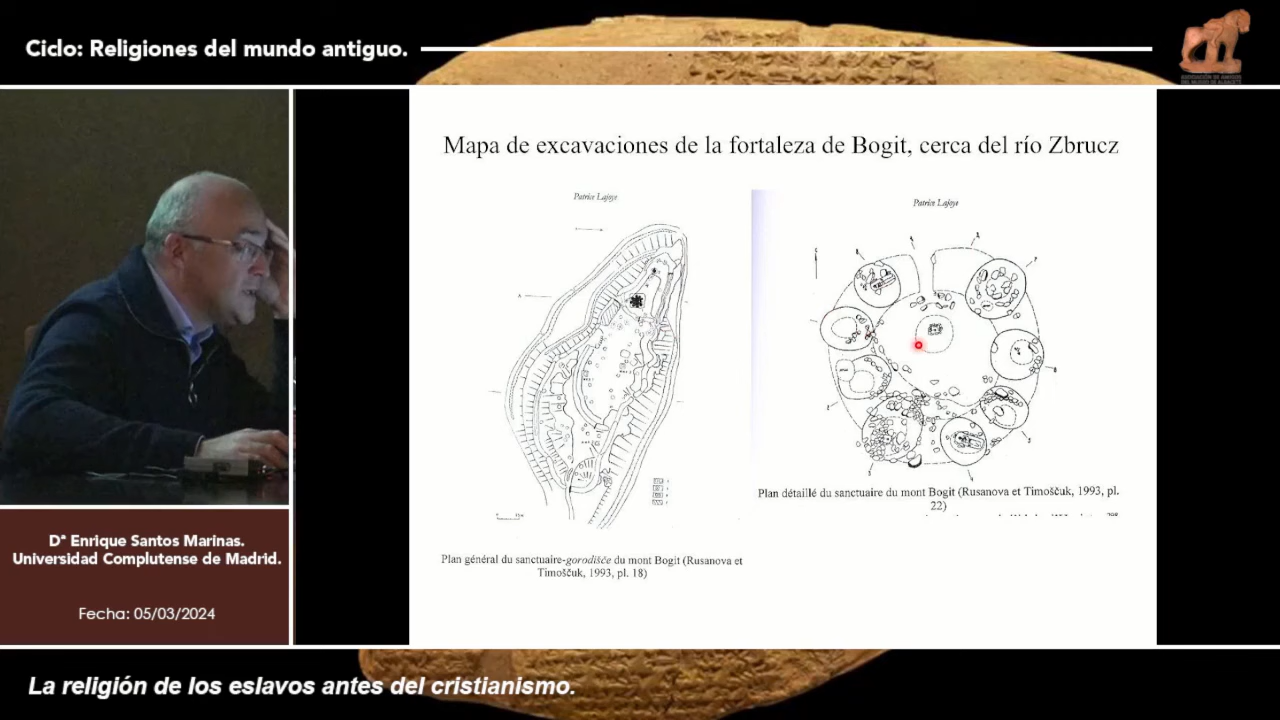 Ciclo: Religiones del mundo antiguo.
Mapa de excavaciones de la fortaleza de Bogit, cerca del río Zbrucz
Patrice Lajoye
Patrice Lajoye
Plan détaillé du sanctuaire du mont Bogit (Rusanova et Timoščuk, 1993, pl.
22)
Plan général du sanctuaire-gorodišče du mont Bogit (Rusanova et
Timoščuk, 1993, pl. 18)
Dª Enrique Santos Marinas.
Universidad Complutense de Madrid.
Fecha: 05/03/2024
La religión de los eslavos antes del cristianismo.